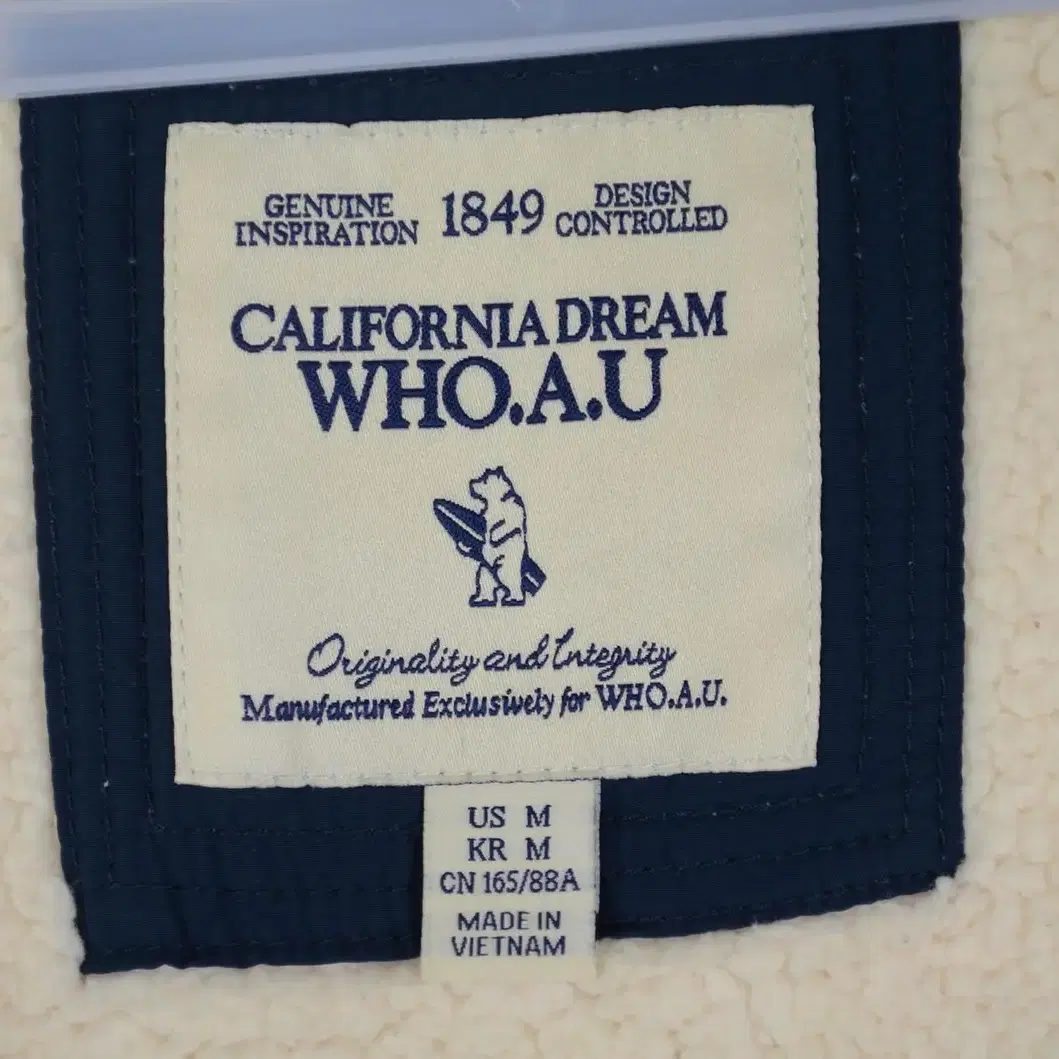 GENUINE INSPIRATION
1849
DESIGN CONTROLLED
CALIFORNIA DREAM
WHO.A.U
Originality and Integrity
Manufactured Exclusively for WHO.A.U.
US M
KR M
CN 165/88A
MADE IN
VIETNAM